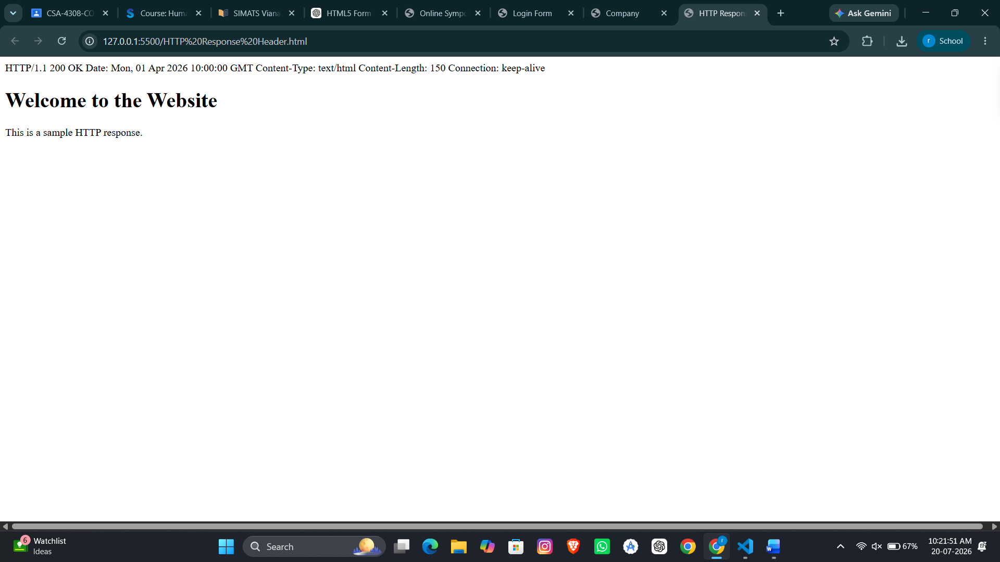 CSA-4308-CO
Course: Huma
SIMATS Viana
HTML5 Form
Online Sympo
Login Form
Company
HTTP Respon
Ask Gemini
127.0.0.1:5500/HTTP%20Response%20Header.html
r
School
HTTP/1.1 200 OK Date: Mon, 01 Apr 2026 10:00:00 GMT Content-Type: text/html Content-Length: 150 Connection: keep-alive
Welcome to the Website
This is a sample HTTP response.
6
Watchlist
Ideas
Search
67%
10:21:51 AM
20-07-2026